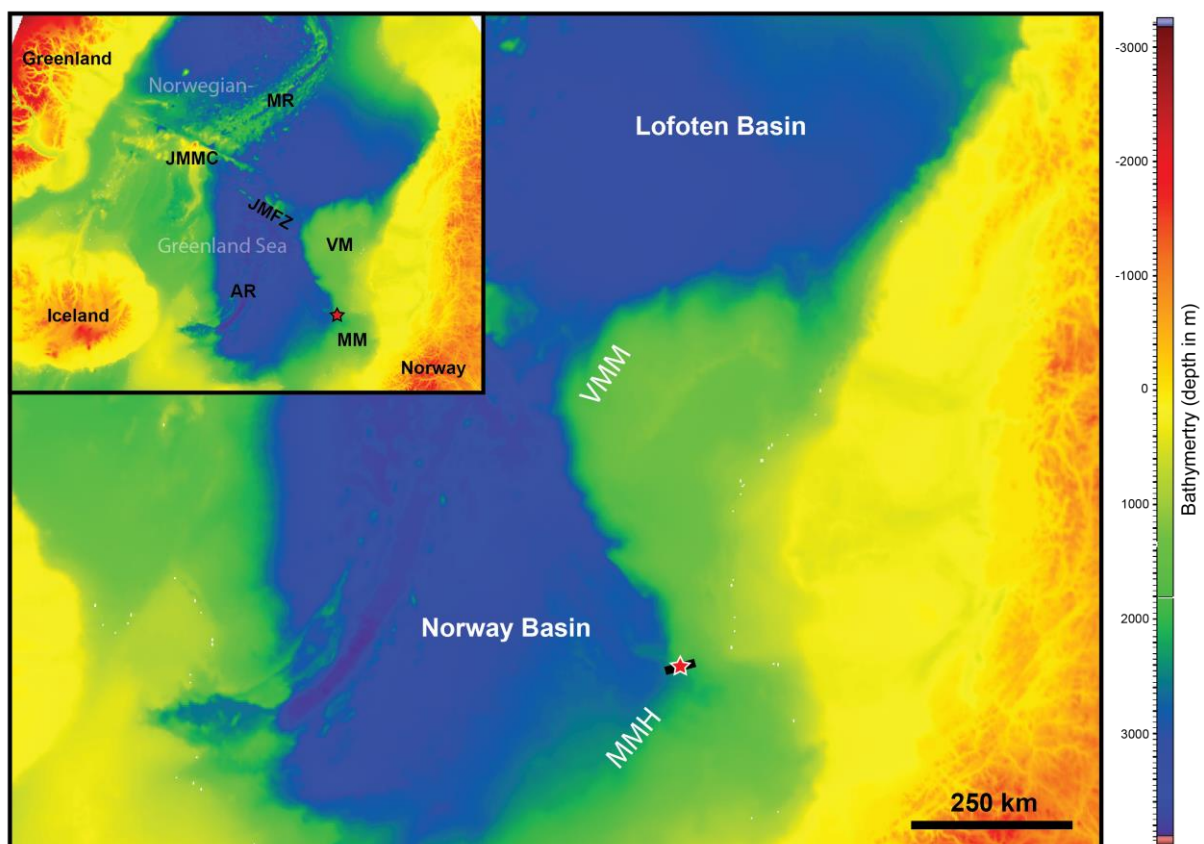 Greenland
Norwegian-
MR
JMMC
JMFZ
Greenland Sea
VM
AR
Iceland
MM
Norway
Lofoten Basin
VMM
Norway Basin
MMH
250 km
-3000
-2000
-1000
0
1000
2000
3000
Bathymertry (depth in m)